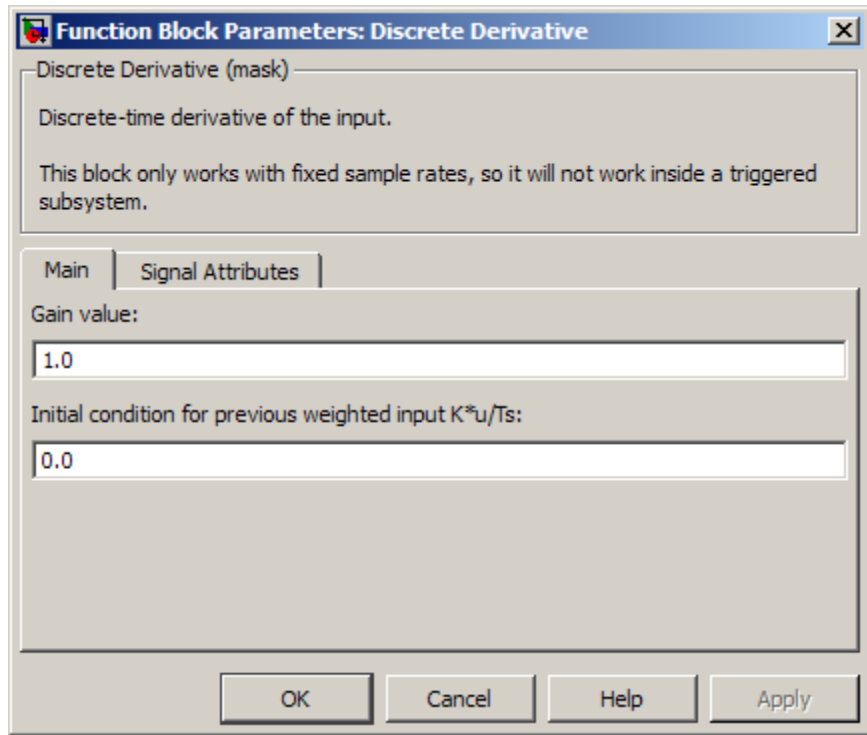 Function Block Parameters: Discrete Derivative
Discrete Derivative (mask)
Discrete-time derivative of the input.
This block only works with fixed sample rates, so it will not work inside a triggered
subsystem.
Main Signal Attributes
Gain value:
1.0
Initial condition for previous weighted input K*u/Ts:
0.0
OK Cancel Help Apply